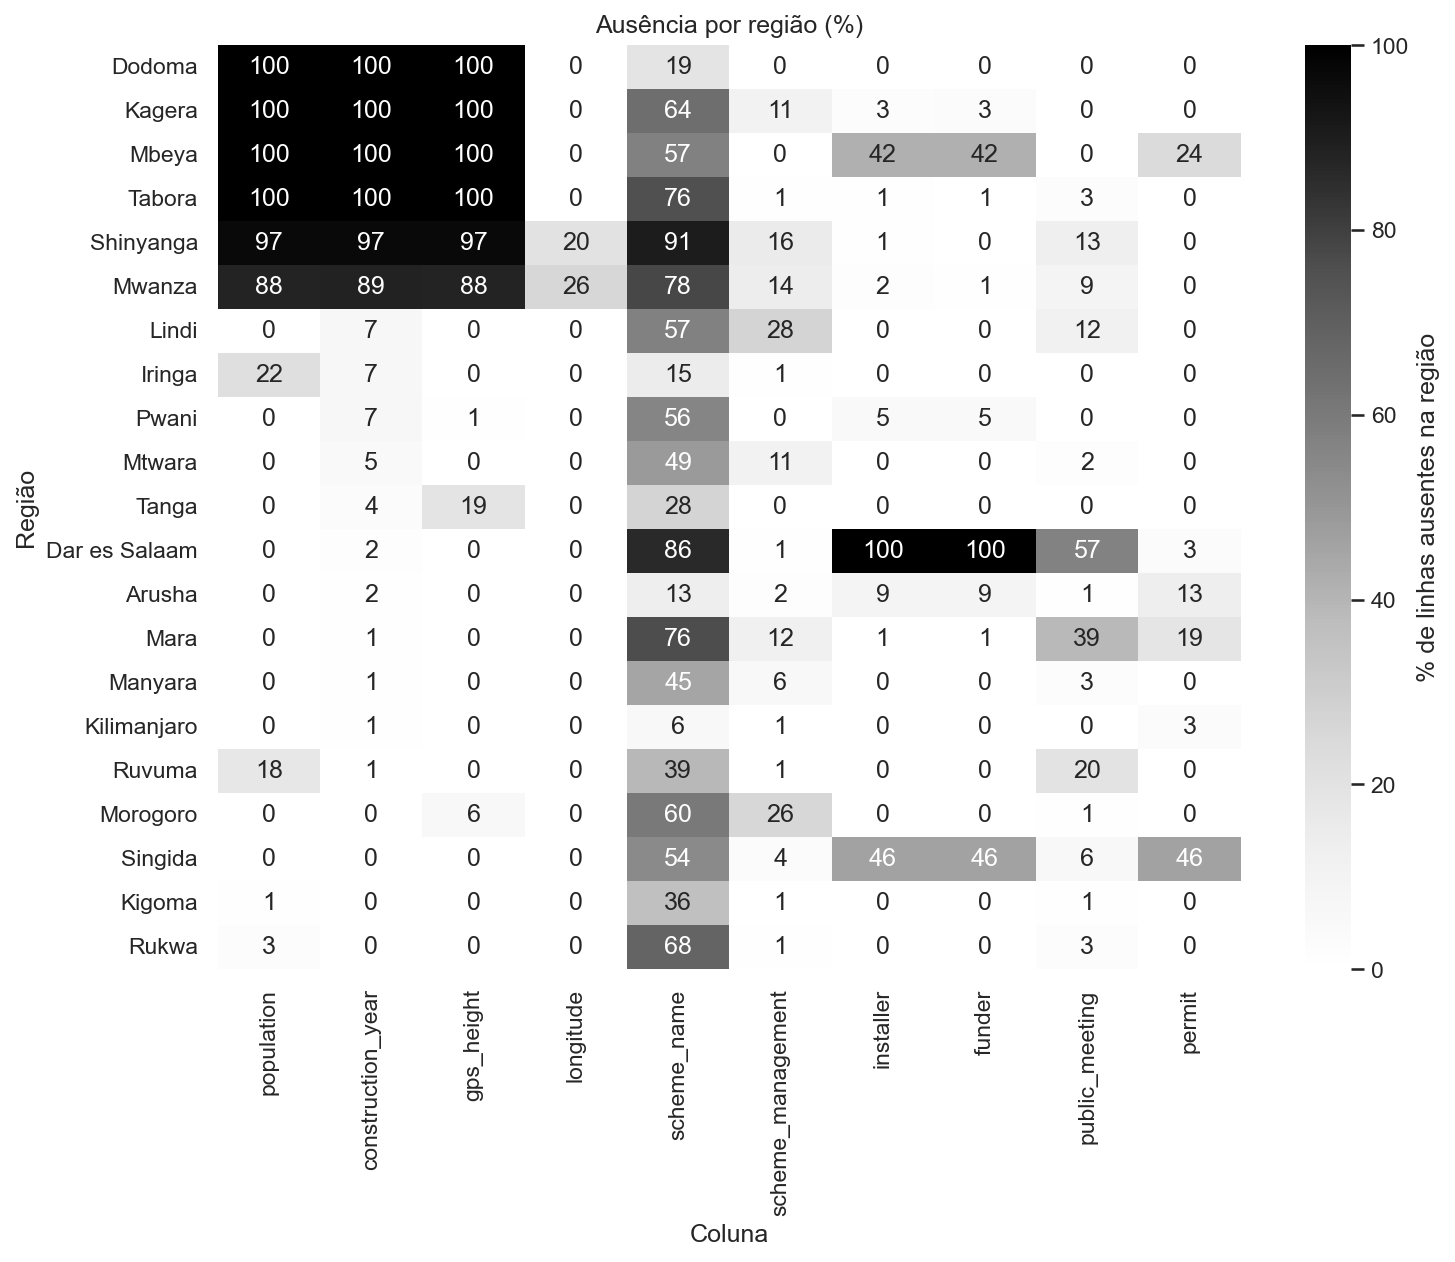 Ausência por região (%)
Dodoma 100 100 100 0 19 0 0 0 0 0
Kagera 100 100 100 0 64 11 3 3 0 0
Mbeya 100 100 100 0 57 0 42 42 0 24
Tabora 100 100 100 0 76 1 1 1 3 0
Shinyanga 97 97 97 20 91 16 1 0 13 0
Mwanza 88 89 88 26 78 14 2 1 9 0
Lindi 0 7 0 0 57 28 0 0 12 0
Iringa 22 7 0 0 15 1 0 0 0 0
Pwani 0 7 1 0 56 0 5 5 0 0
Mtwara 0 5 0 0 49 11 0 0 2 0
Tanga 0 4 19 0 28 0 0 0 0 0
Dar es Salaam 0 2 0 0 86 1 100 100 57 3
Arusha 0 2 0 0 13 2 9 9 1 13
Mara 0 1 0 0 76 12 1 1 39 19
Manyara 0 1 0 0 45 6 0 0 3 0
Kilimanjaro 0 1 0 0 6 1 0 0 0 3
Ruvuma 18 1 0 0 39 1 0 0 20 0
Morogoro 0 0 6 0 60 26 0 0 1 0
Singida 0 0 0 0 54 4 46 46 6 46
Kigoma 1 0 0 0 36 1 0 0 1 0
Rukwa 3 0 0 0 68 1 0 0 3 0
Região
population
construction_year
gps_height
longitude
scheme_name
scheme_management
installer
funder
public_meeting
permit
Coluna
100
80
60
40
20
0
% de linhas ausentes na região